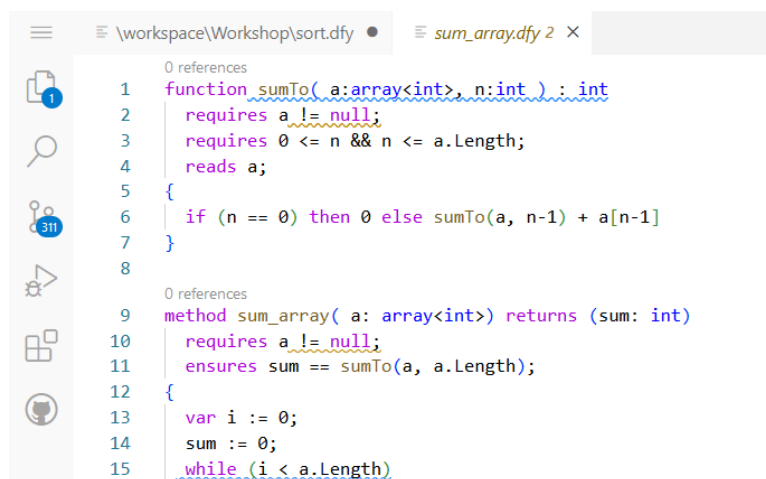 \workspace\Workshop\sort.dfy ● sum_array.dfy 2 ×
0 references
1 function sumTo( a:array<int>, n:int ) : int
2 requires a != null;
3 requires 0 <= n && n <= a.Length;
4 reads a;
5 {
6 if (n == 0) then 0 else sumTo(a, n-1) + a[n-1]
7 }
8
0 references
9 method sum_array( a: array<int>) returns (sum: int)
10 requires a != null;
11 ensures sum == sumTo(a, a.Length);
12 {
13 var i := 0;
14 sum := 0;
15 while (i < a.Length)
1
311